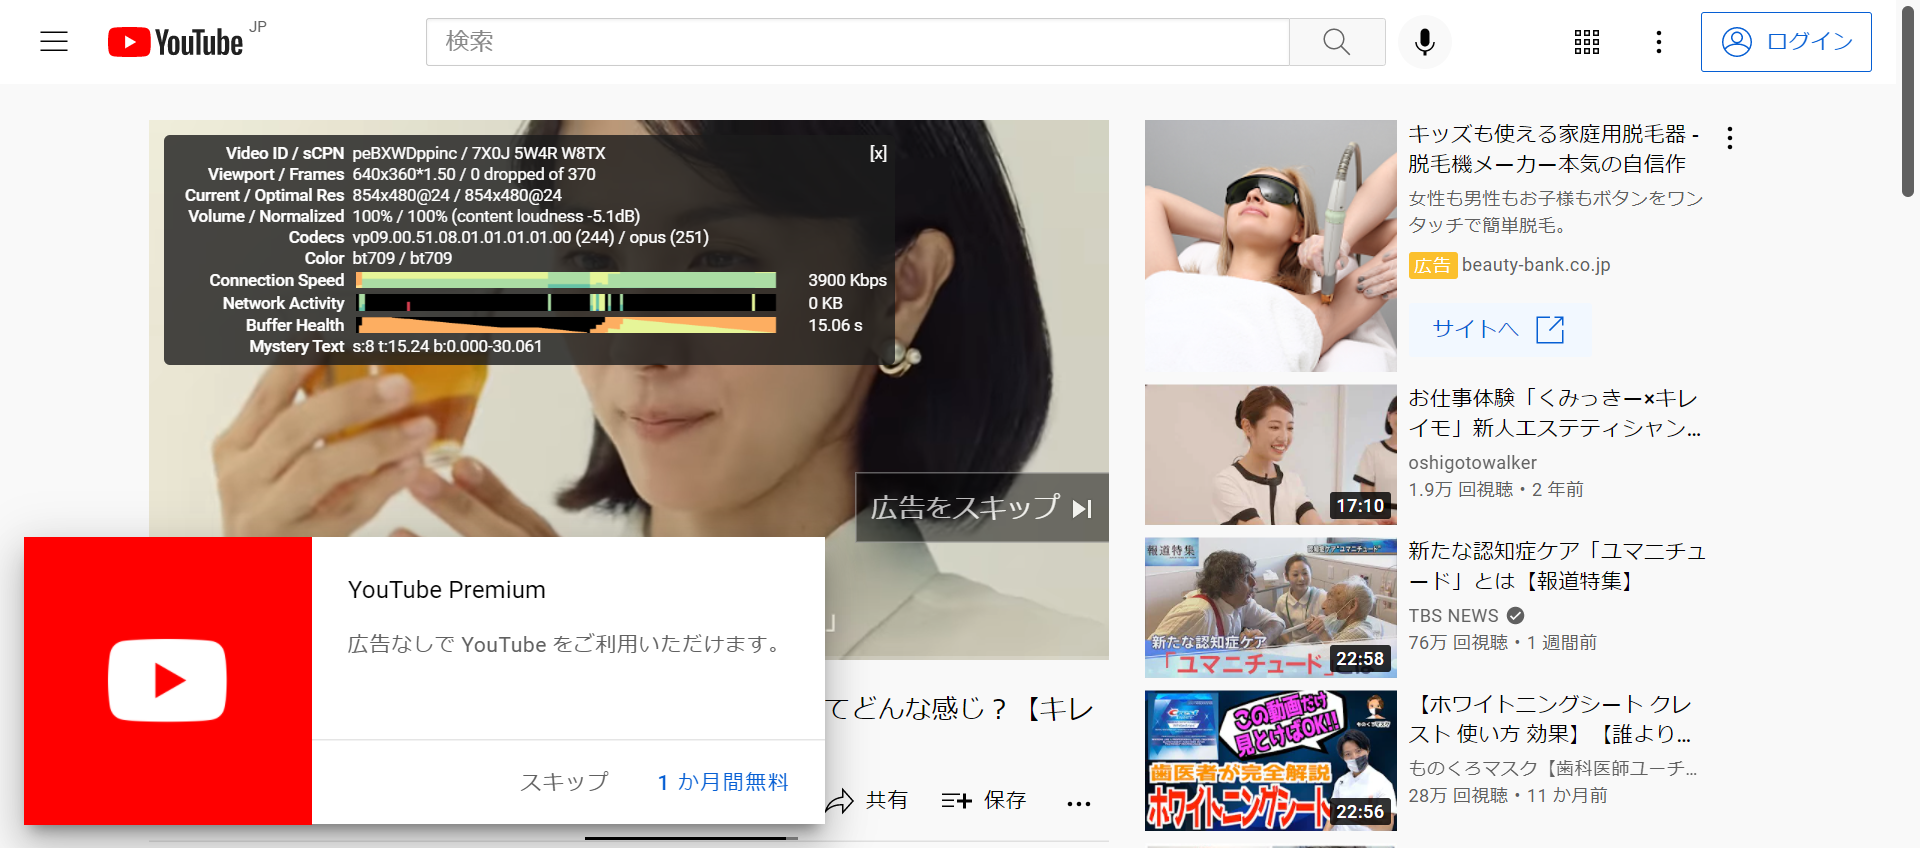 YouTube JP
検索
ログイン
Video ID / sCPN peBXWDppinc / 7X0J 5W4R W8TX
[x]
Viewport / Frames 640x360*1.50 / 0 dropped of 370
Current / Optimal Res 854x480@24 / 854x480@24
Volume / Normalized 100% / 100% (content loudness -5.1dB)
Codecs vp09.00.51.08.01.01.01.01.00 (244) / opus (251)
Color bt709 / bt709
Connection Speed 3900 Kbps
Network Activity 0 KB
Buffer Health 15.06 s
Mystery Text s:8 t:15.24 b:0.000-30.061
広告をスキップ
」
YouTube Premium
広告なしで YouTube をご利用いただけます。
スキップ
1 か月間無料
てどんな感じ？【キレ
共有
保存
キッズも使える家庭用脱毛器 -
脱毛機メーカー本気の自信作
女性も男性もお子様もボタンをワン
タッチで簡単脱毛。
広告 beauty-bank.co.jp
サイトへ
17:10
お仕事体験「くみっきー×キレ
イモ」新人エステティシャン...
oshigotowalker
1.9万 回視聴・2 年前
報道特集
新たな認知症ケア
「ユマニチュード」
22:58
新たな認知症ケア「ユマニチュ
ード」とは【報道特集】
TBS NEWS
76万 回視聴・1 週間前
この動画だけ
見とけばOK!!
ものくろマスク
歯医者が完全解説
ホワイトニングシート
22:56
【ホワイトニングシート クレ
スト 使い方 効果】【誰より...
ものくろマスク【歯科医師ユーチ...
28万 回視聴・11 か月前